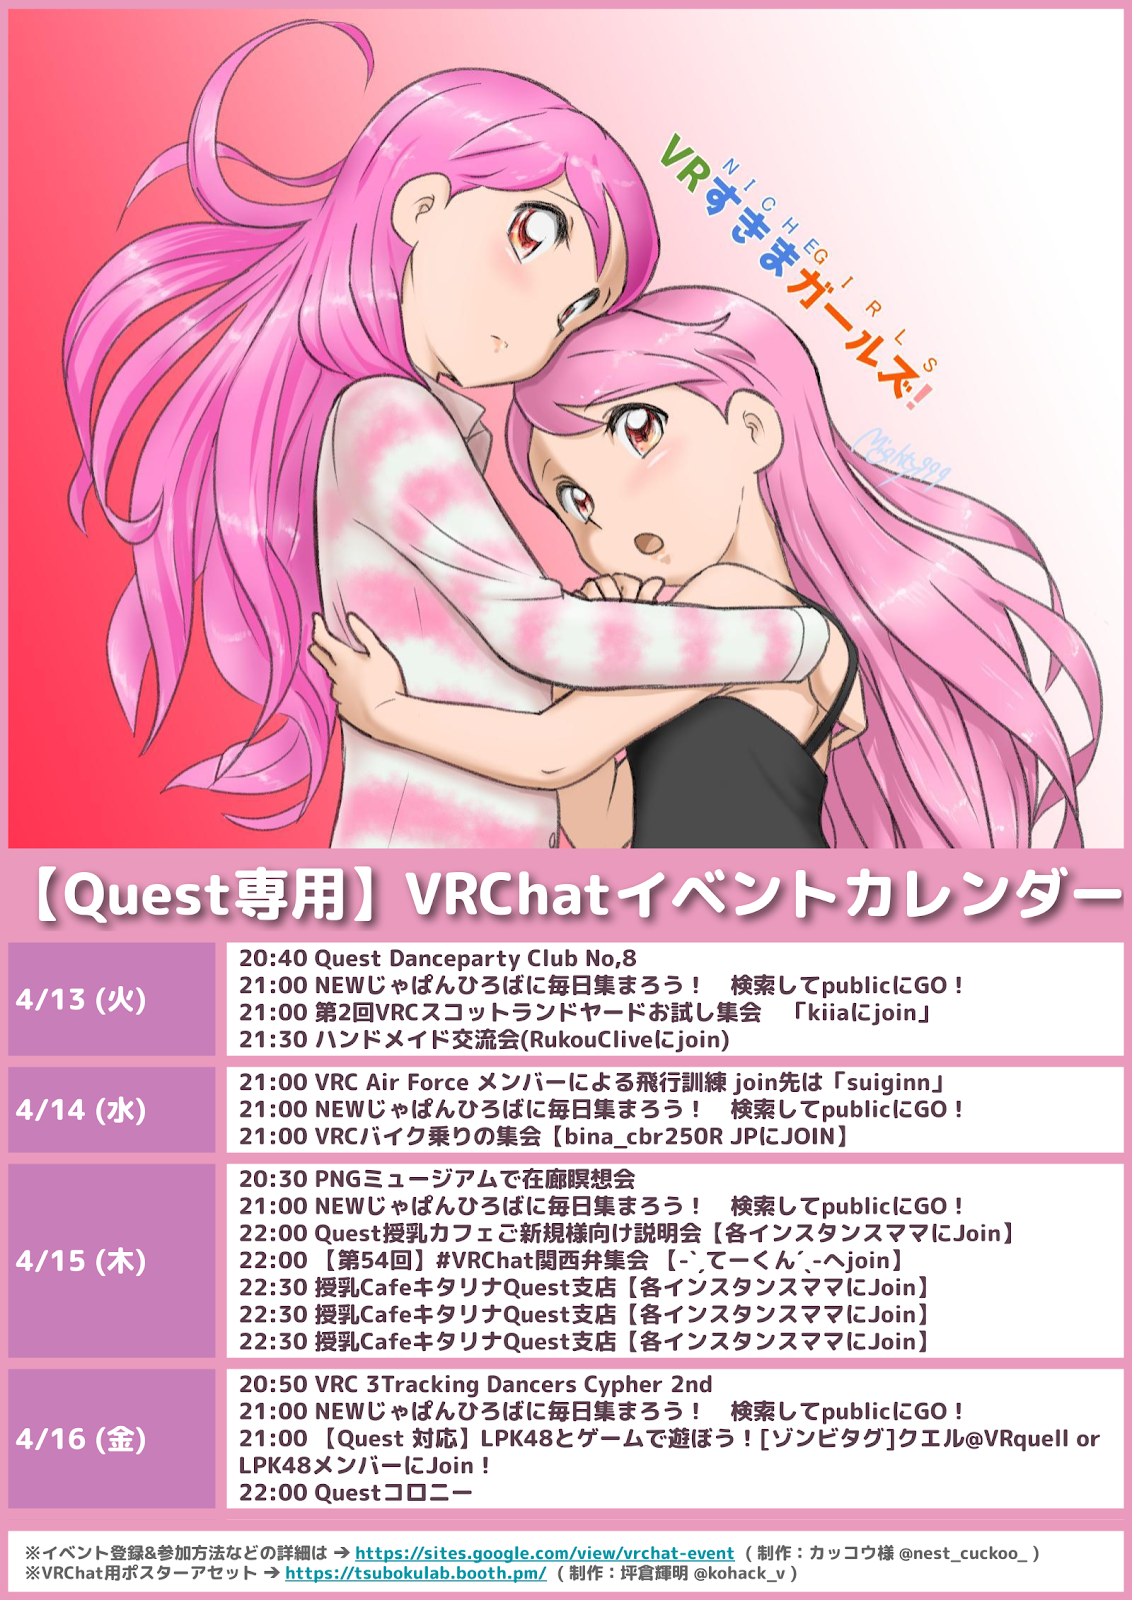 NICHE GIRLS
VRすきまガールズ!
Mighty999
【Quest専用】VRChatイベントカレンダー
4/13 (火)
20:40 Quest Danceparty Club No,8
21:00 NEWじゃぱんひろばに毎日集まろう！　検索してpublicにGO！
21:00 第2回VRCスコットランドヤードお試し集会　「kiiaにjoin」
21:30 ハンドメイド交流会(RukouCliveにjoin)
4/14 (水)
21:00 VRC Air Force メンバーによる飛行訓練 join先は「suiginn」
21:00 NEWじゃぱんひろばに毎日集まろう！　検索してpublicにGO！
21:00 VRCバイク乗りの集会【bina_cbr250R JPにJOIN】
4/15 (木)
20:30 PNGミュージアムで在廊瞑想会
21:00 NEWじゃぱんひろばに毎日集まろう！　検索してpublicにGO！
22:00 Quest授乳カフェご新規様向け説明会【各インスタンスママにJoin】
22:00 【第54回】#VRChat関西弁集会 【-ˋˏてーくんˊˎ-へjoin】
22:30 授乳CafeキタリナQuest支店【各インスタンスママにJoin】
22:30 授乳CafeキタリナQuest支店【各インスタンスママにJoin】
22:30 授乳CafeキタリナQuest支店【各インスタンスママにJoin】
4/16 (金)
20:50 VRC 3Tracking Dancers Cypher 2nd
21:00 NEWじゃぱんひろばに毎日集まろう！　検索してpublicにGO！
21:00 【Quest 対応】LPK48とゲームで遊ぼう！[ゾンビタグ]クエル@VRquell or
LPK48メンバーにJoin！
22:00 Questコロニー
※イベント登録&参加方法などの詳細は → https://sites.google.com/view/vrchat-event （制作：カッコウ様 @nest_cuckoo_ ）
※VRChat用ポスターアセット → https://tsubokulab.booth.pm/ （制作：坪倉輝明 @kohack_v ）